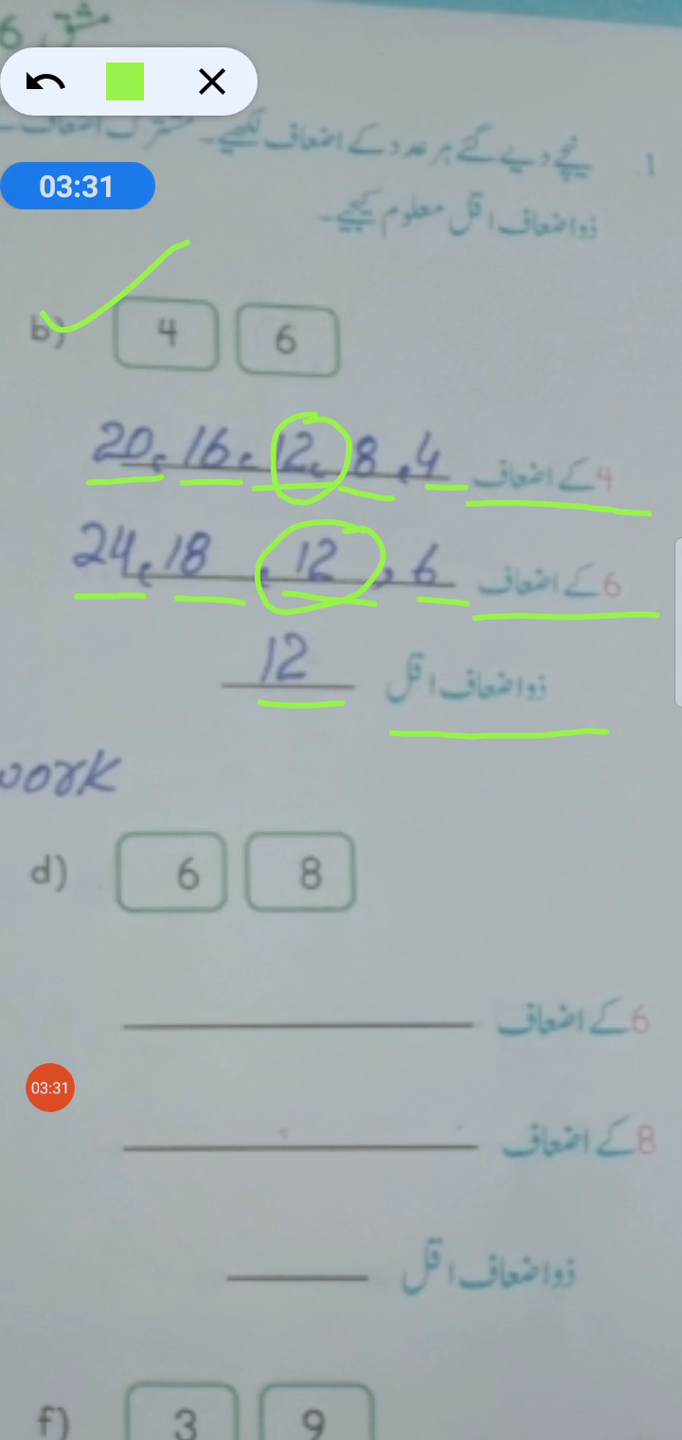 مشق 6
03:31
1. نیچے دیے گئے ہر عدد کے اضعاف لکھیے۔ مشترک اضعاف
ذواضعاف اقل معلوم کیجیے۔
b) 4 6
4 کے اضعاف 4، 8، 12، 16، 20
6 کے اضعاف 6، 12، 18، 24
ذواضعاف اقل 12
work
d) 6 8
6 کے اضعاف
03:31
8 کے اضعاف
ذواضعاف اقل
f) 3 9